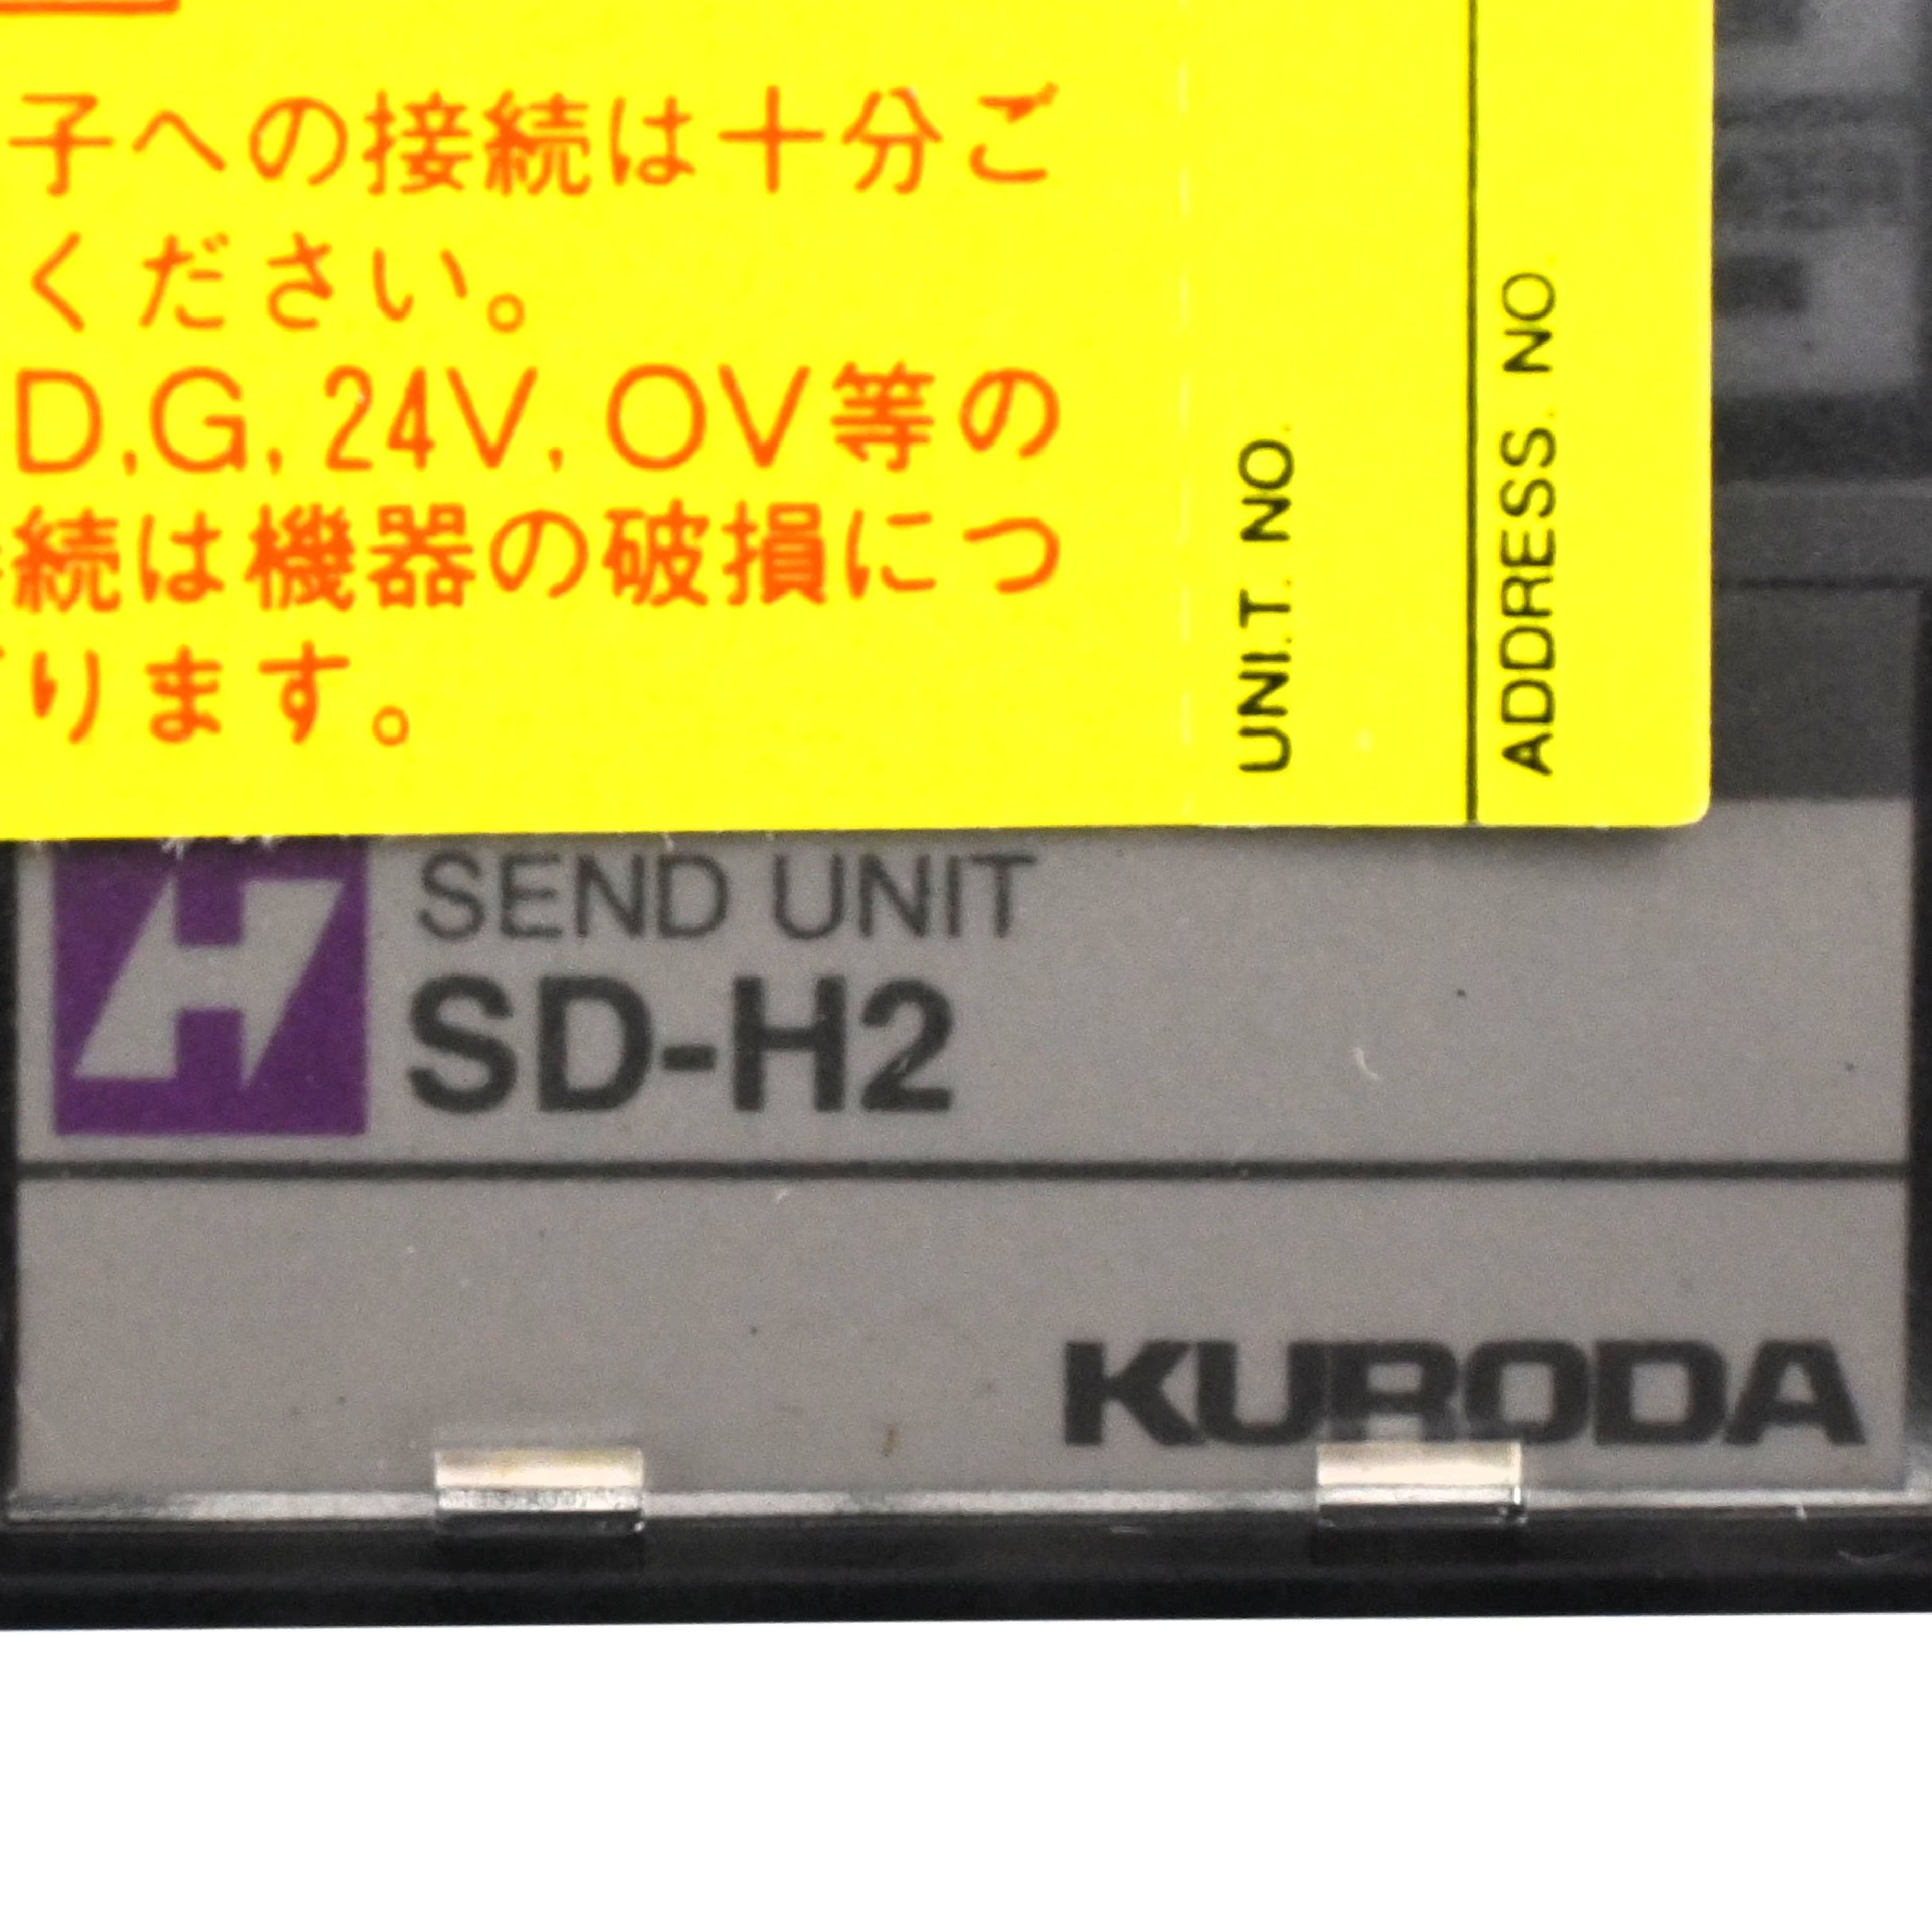 子への接続は十分ご
ください。
D,G,24V,OV等の
続は機器の破損につ
ります。
UNI.T. NO.
ADDRESS. NO
H
SEND UNIT
SD-H2
KURODA